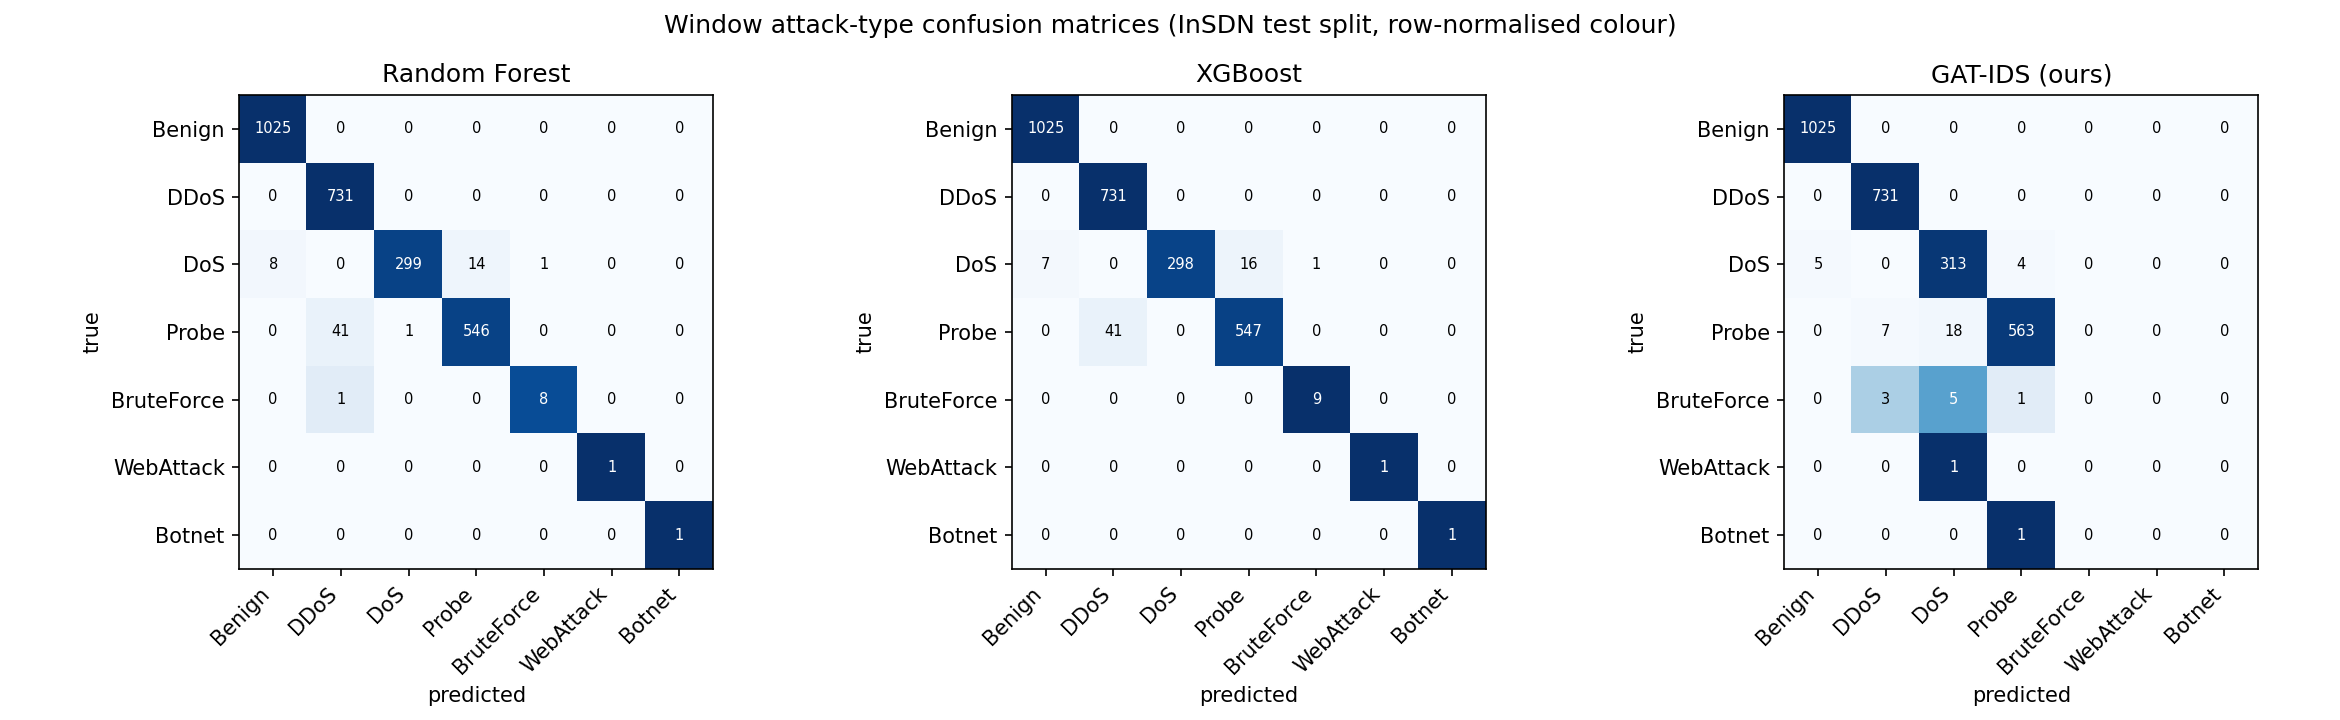 Window attack-type confusion matrices (InSDN test split, row-normalised colour)
Random Forest
Benign 1025 0 0 0 0 0 0
DDoS 0 731 0 0 0 0 0
DoS 8 0 299 14 1 0 0
Probe 0 41 1 546 0 0 0
BruteForce 0 1 0 0 8 0 0
WebAttack 0 0 0 0 0 1 0
Botnet 0 0 0 0 0 0 1
true
Benign DDoS DoS Probe BruteForce WebAttack Botnet
predicted
XGBoost
Benign 1025 0 0 0 0 0 0
DDoS 0 731 0 0 0 0 0
DoS 7 0 298 16 1 0 0
Probe 0 41 0 547 0 0 0
BruteForce 0 0 0 0 9 0 0
WebAttack 0 0 0 0 0 1 0
Botnet 0 0 0 0 0 0 1
true
Benign DDoS DoS Probe BruteForce WebAttack Botnet
predicted
GAT-IDS (ours)
Benign 1025 0 0 0 0 0 0
DDoS 0 731 0 0 0 0 0
DoS 5 0 313 4 0 0 0
Probe 0 7 18 563 0 0 0
BruteForce 0 3 5 1 0 0 0
WebAttack 0 0 1 0 0 0 0
Botnet 0 0 0 1 0 0 0
true
Benign DDoS DoS Probe BruteForce WebAttack Botnet
predicted